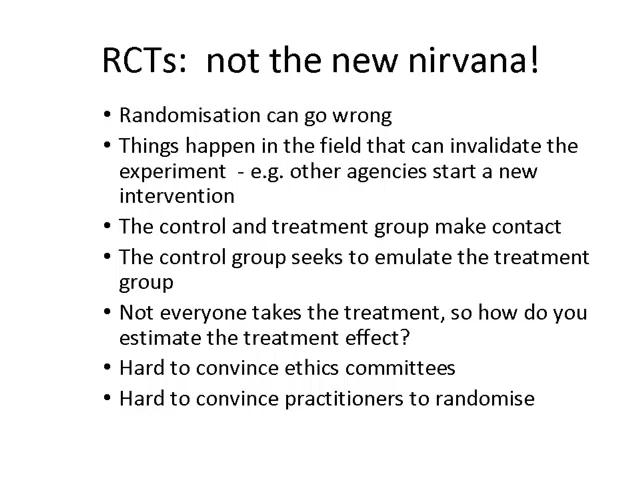 RCTs:  not the new nirvana!
• Randomisation can go wrong
• Things happen in the field that can invalidate the
experiment  - e.g. other agencies start a new
intervention
• The control and treatment group make contact
• The control group seeks to emulate the treatment
group
• Not everyone takes the treatment, so how do you
estimate the treatment effect?
• Hard to convince ethics committees
• Hard to convince practitioners to randomise